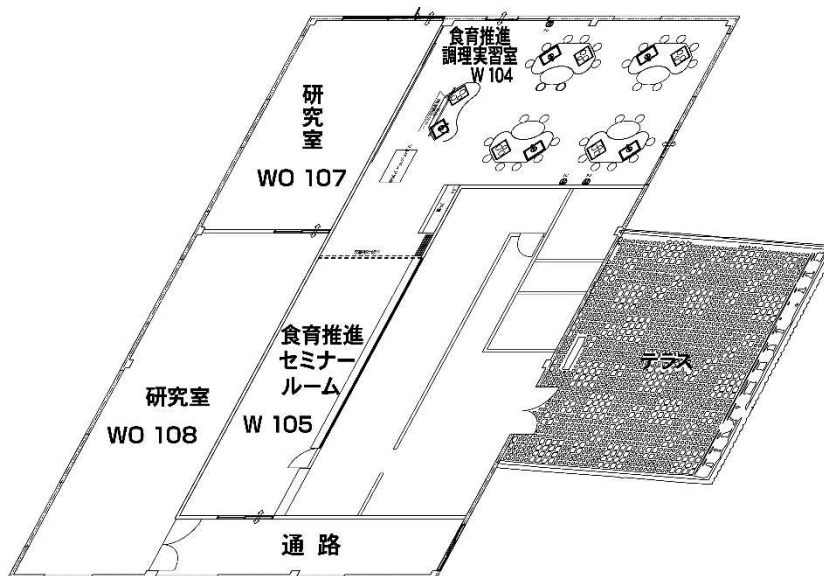 食育推進
調理実習室
W 104
研究室
WO 107
食育推進
セミナー
ルーム
W 105
研究室
WO 108
テラス
通 路